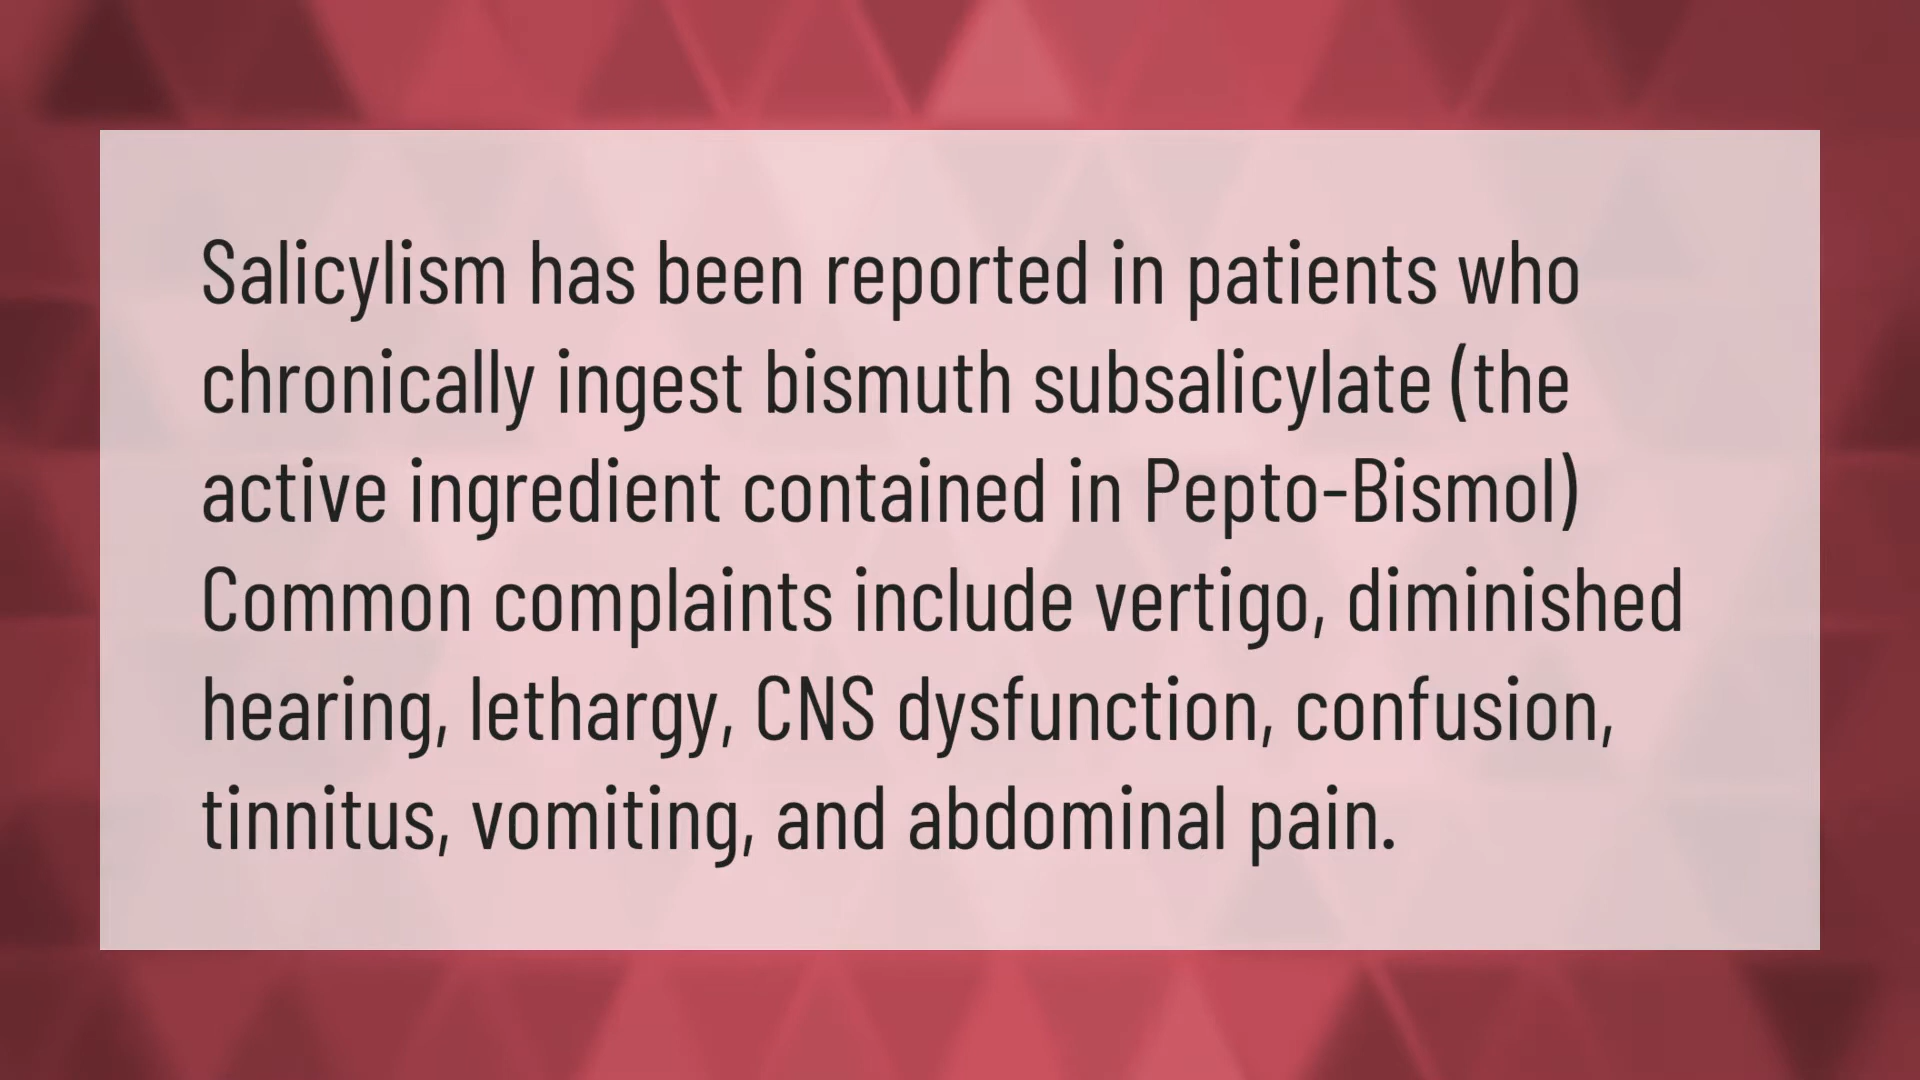 Salicylism has been reported in patients who
chronically ingest bismuth subsalicylate (the
active ingredient contained in Pepto-Bismol)
Common complaints include vertigo, diminished
hearing, lethargy, CNS dysfunction, confusion,
tinnitus, vomiting, and abdominal pain.